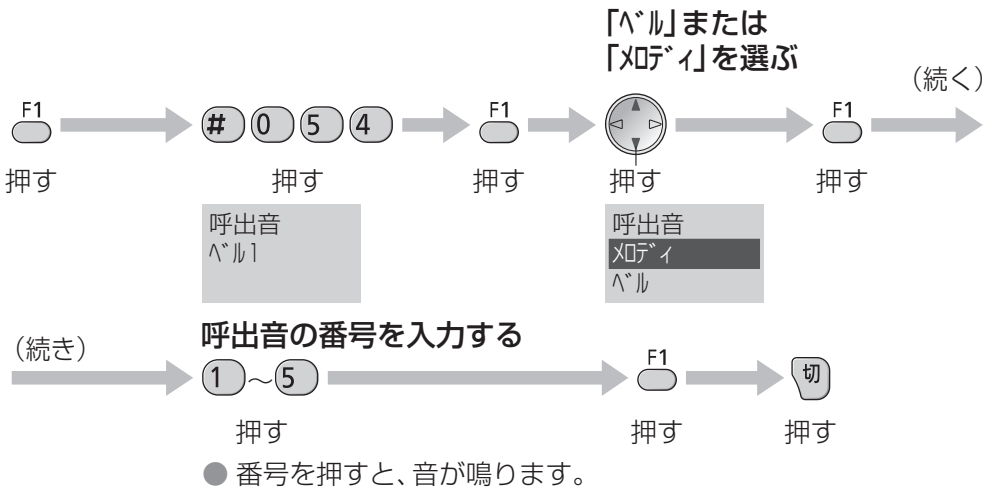 「ﾍﾞﾙ」または
「ﾒﾛﾃﾞｨ」を選ぶ
（続く）
F1 # 0 5 4 F1 F1
押す 押す 押す 押す 押す
呼出音 呼出音
ﾍﾞﾙ1 ﾒﾛﾃﾞｨ
ﾍﾞﾙ
（続き） 呼出音の番号を入力する
1 ～ 5 F1 切
押す 押す 押す
● 番号を押すと、音が鳴ります。